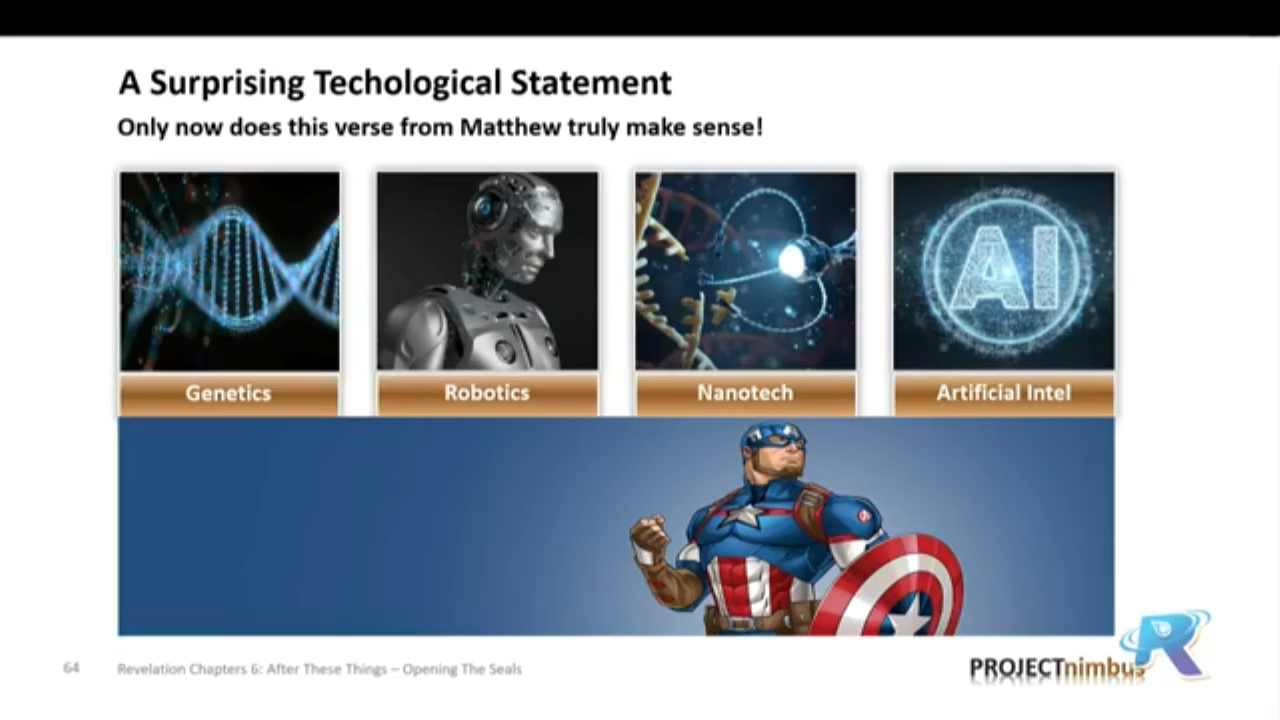 A Surprising Techological Statement
Only now does this verse from Matthew truly make sense!
AI
Genetics
Robotics
Nanotech
Artificial Intel
64
Revelation Chapters 6: After These Things – Opening The Seals
PROJECTnimbus
R